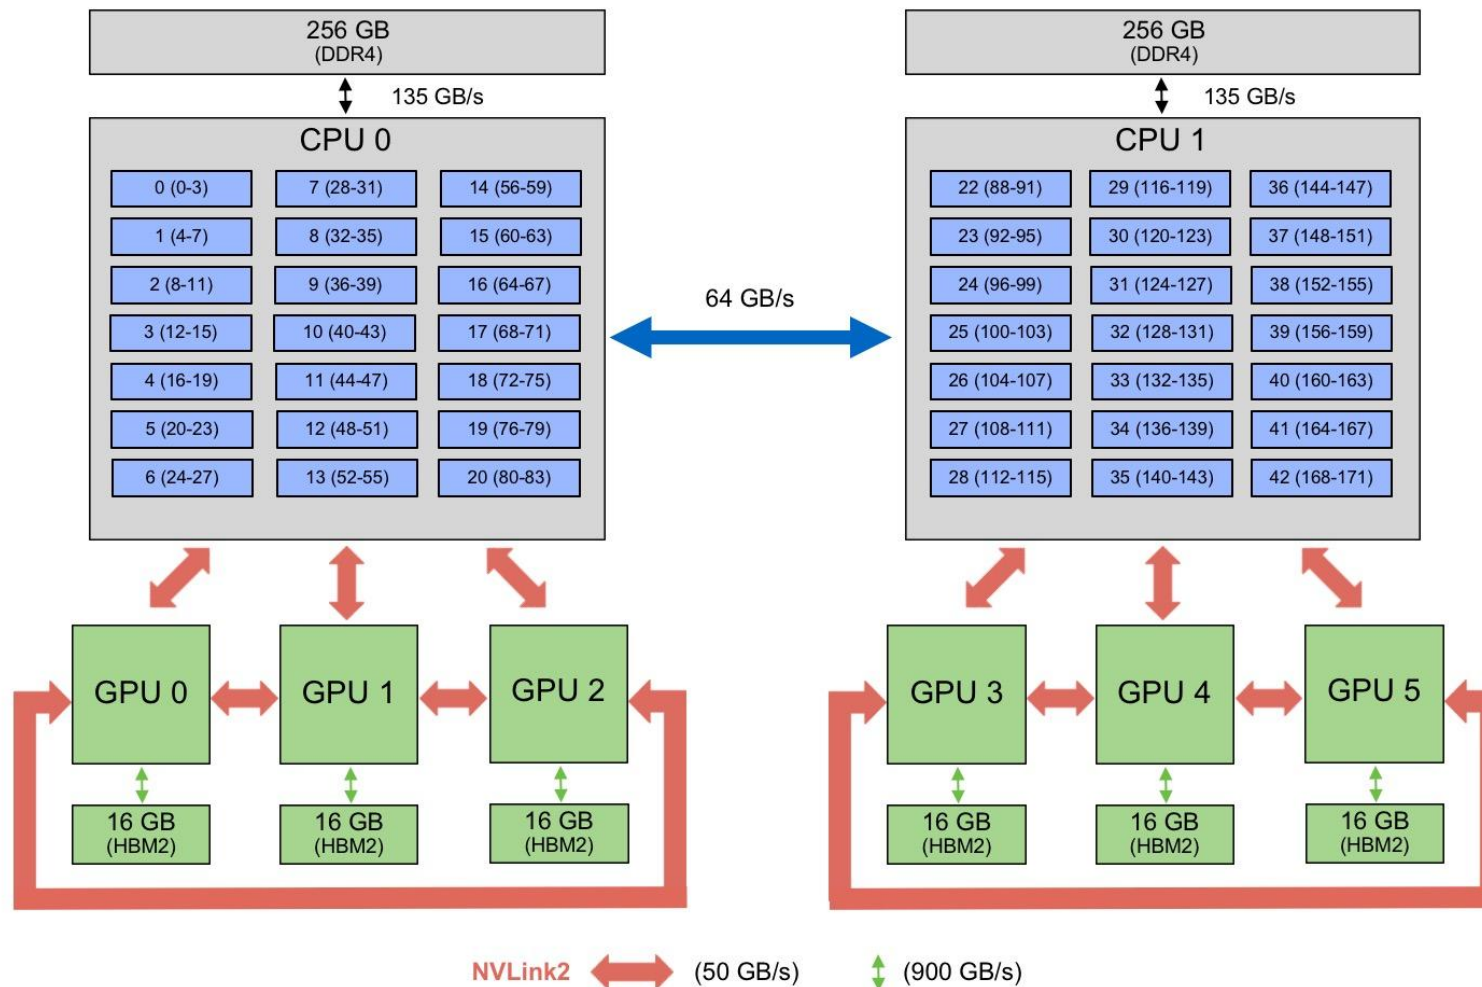 256 GB
(DDR4)
135 GB/s
CPU 0
0 (0-3)
7 (28-31)
14 (56-59)
1 (4-7)
8 (32-35)
15 (60-63)
2 (8-11)
9 (36-39)
16 (64-67)
3 (12-15)
10 (40-43)
17 (68-71)
4 (16-19)
11 (44-47)
18 (72-75)
5 (20-23)
12 (48-51)
19 (76-79)
6 (24-27)
13 (52-55)
20 (80-83)
64 GB/s
256 GB
(DDR4)
135 GB/s
CPU 1
22 (88-91)
29 (116-119)
36 (144-147)
23 (92-95)
30 (120-123)
37 (148-151)
24 (96-99)
31 (124-127)
38 (152-155)
25 (100-103)
32 (128-131)
39 (156-159)
26 (104-107)
33 (132-135)
40 (160-163)
27 (108-111)
34 (136-139)
41 (164-167)
28 (112-115)
35 (140-143)
42 (168-171)
GPU 0
GPU 1
GPU 2
16 GB
(HBM2)
16 GB
(HBM2)
16 GB
(HBM2)
GPU 3
GPU 4
GPU 5
16 GB
(HBM2)
16 GB
(HBM2)
16 GB
(HBM2)
NVLink2 (50 GB/s)
(900 GB/s)